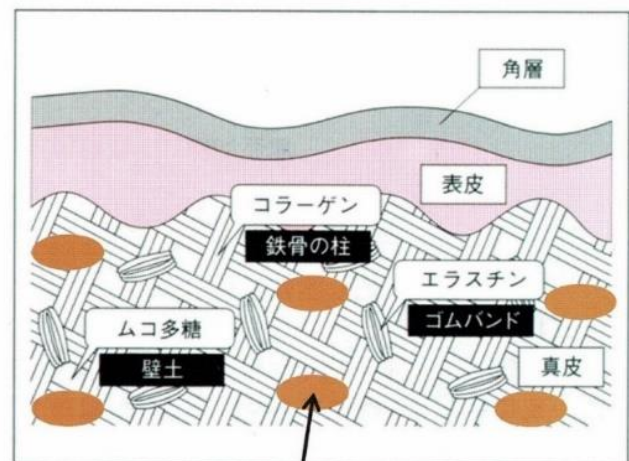 角層
表皮
コラーゲン
鉄骨の柱
エラスチン
ゴムバンド
ムコ多糖
壁土
真皮